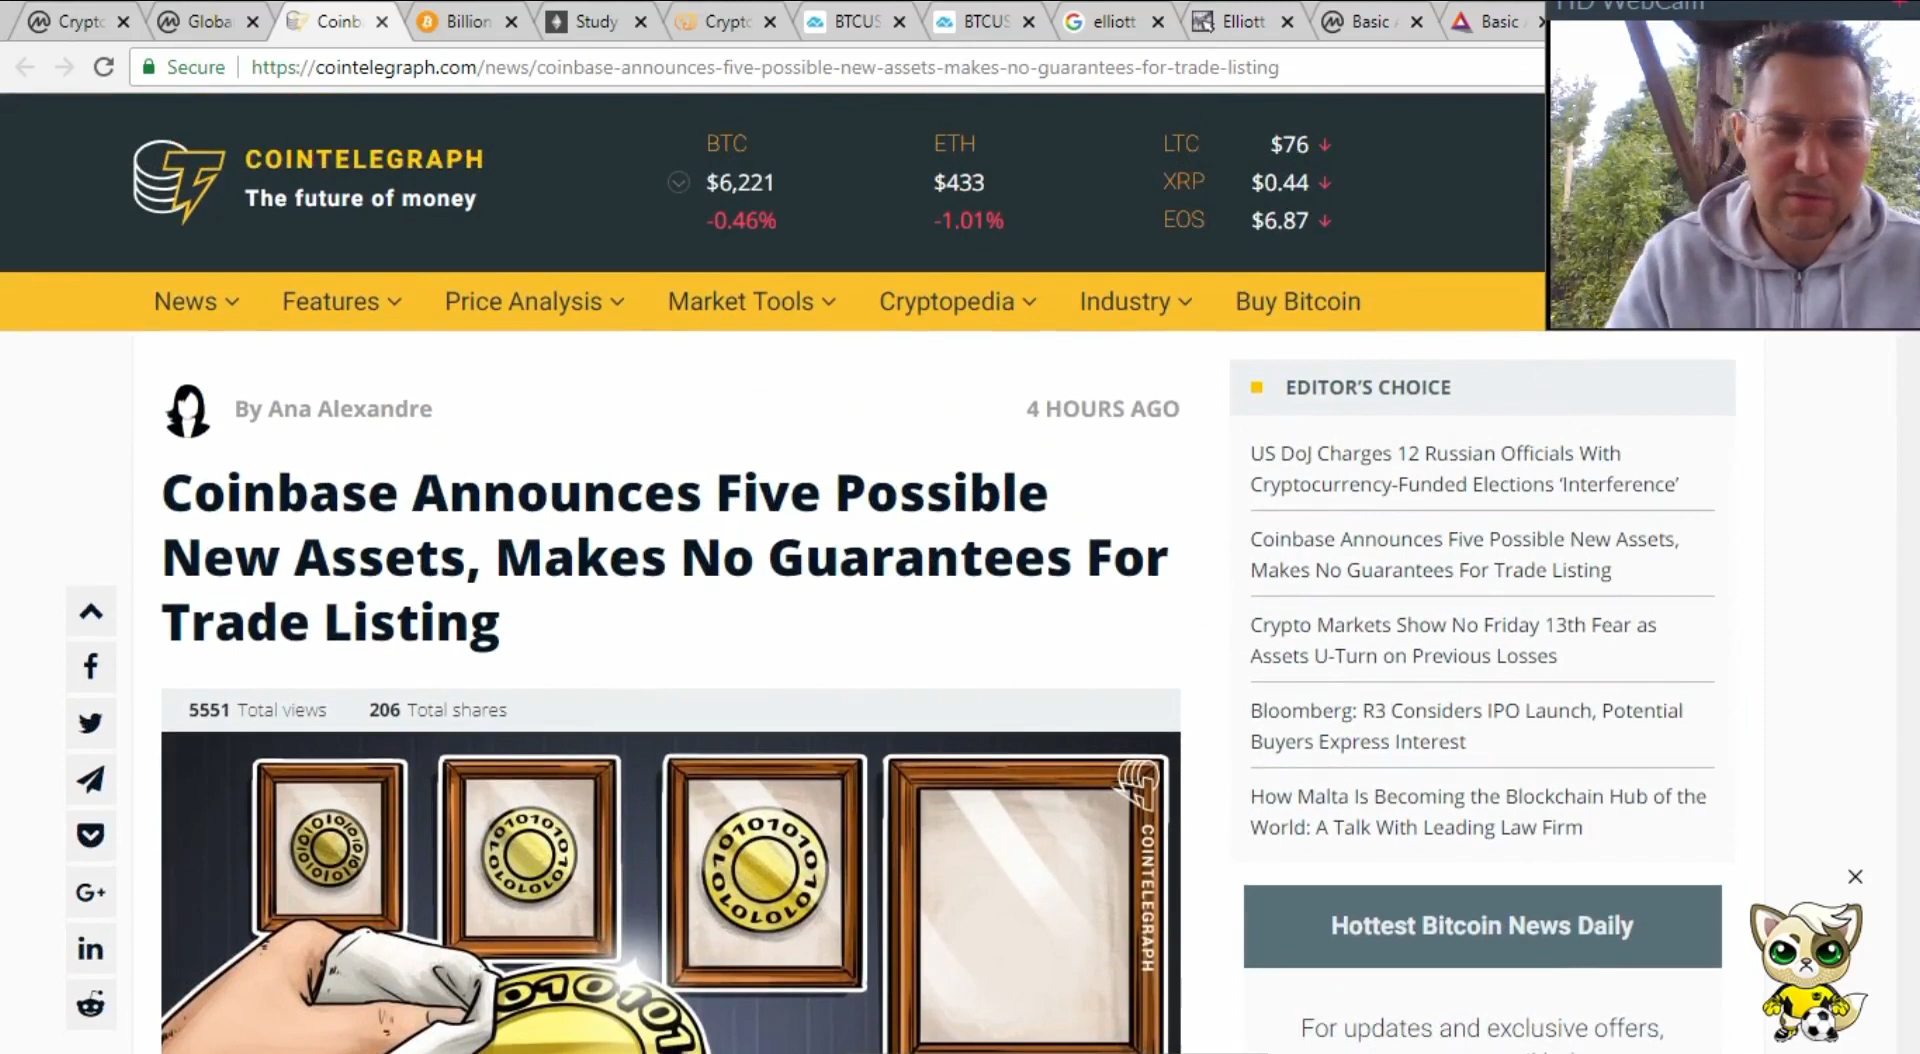 Crypto
Globa
Coinb
Billion
Study
Crypto
BTCUS
BTCUS
elliott
Elliott
Basic A
Basic
HD WebCam
Secure
https://cointelegraph.com/news/coinbase-announces-five-possible-new-assets-makes-no-guarantees-for-trade-listing
COINTELEGRAPH
The future of money
BTC
$6,221
-0.46%
ETH
$433
-1.01%
LTC $76
XRP $0.44
EOS $6.87
News Features Price Analysis Market Tools Cryptopedia Industry Buy Bitcoin
By Ana Alexandre
4 HOURS AGO
Coinbase Announces Five Possible
New Assets, Makes No Guarantees For
Trade Listing
5551 Total views 206 Total shares
COINTELEGRAPH
G+
in
EDITOR'S CHOICE
US DoJ Charges 12 Russian Officials With
Cryptocurrency-Funded Elections ‘Interference’
Coinbase Announces Five Possible New Assets,
Makes No Guarantees For Trade Listing
Crypto Markets Show No Friday 13th Fear as
Assets U-Turn on Previous Losses
Bloomberg: R3 Considers IPO Launch, Potential
Buyers Express Interest
How Malta Is Becoming the Blockchain Hub of the
World: A Talk With Leading Law Firm
Hottest Bitcoin News Daily
For updates and exclusive offers,